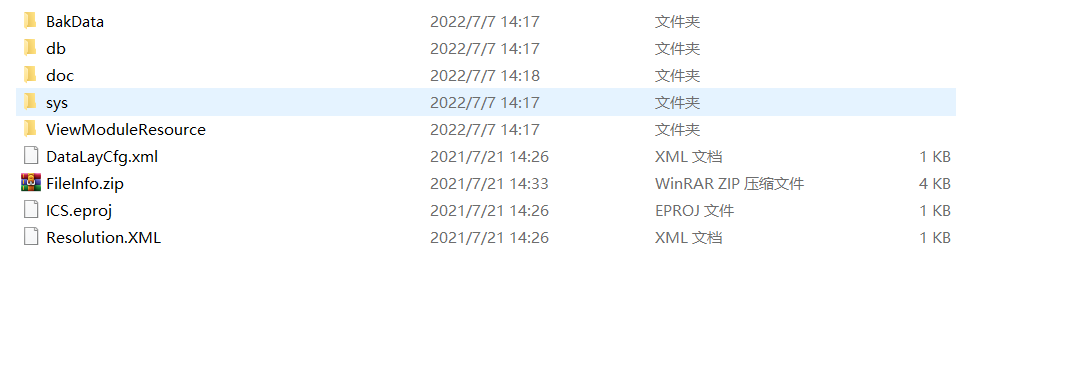 BakData 2022/7/7 14:17 文件夹
db 2022/7/7 14:17 文件夹
doc 2022/7/7 14:18 文件夹
sys 2022/7/7 14:17 文件夹
ViewModuleResource 2022/7/7 14:17 文件夹
DataLayCfg.xml 2021/7/21 14:26 XML 文档 1 KB
FileInfo.zip 2021/7/21 14:33 WinRAR ZIP 压缩文件 4 KB
ICS.eproj 2021/7/21 14:26 EPROJ 文件 1 KB
Resolution.XML 2021/7/21 14:26 XML 文档 1 KB